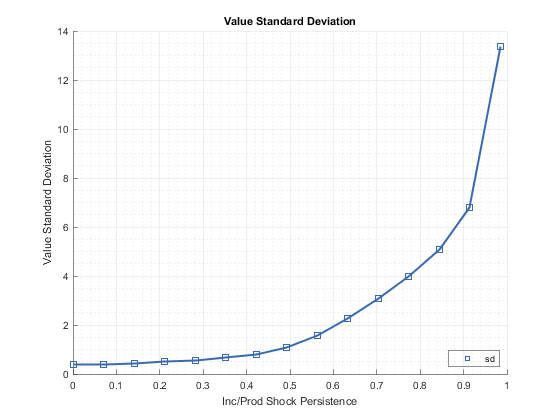 Value Standard Deviation
14
12
10
8
6
4
2
0
Value Standard Deviation
0 0.1 0.2 0.3 0.4 0.5 0.6 0.7 0.8 0.9 1
Inc/Prod Shock Persistence
sd